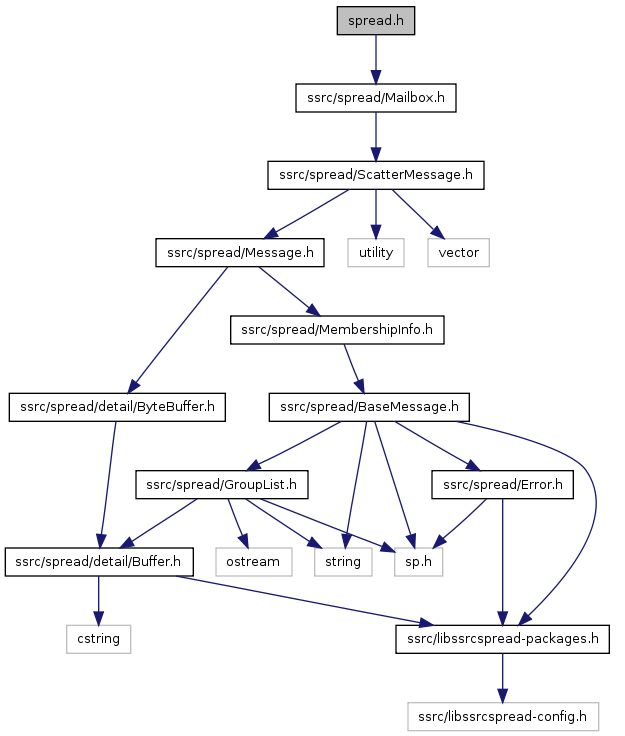 spread.h
ssrc/spread/Mailbox.h
ssrc/spread/ScatterMessage.h
ssrc/spread/Message.h
utility
vector
ssrc/spread/MembershipInfo.h
ssrc/spread/detail/ByteBuffer.h
ssrc/spread/BaseMessage.h
ssrc/spread/GroupList.h
ssrc/spread/Error.h
ssrc/spread/detail/Buffer.h
ostream
string
sp.h
cstring
ssrc/libssrcspread-packages.h
ssrc/libssrcspread-config.h